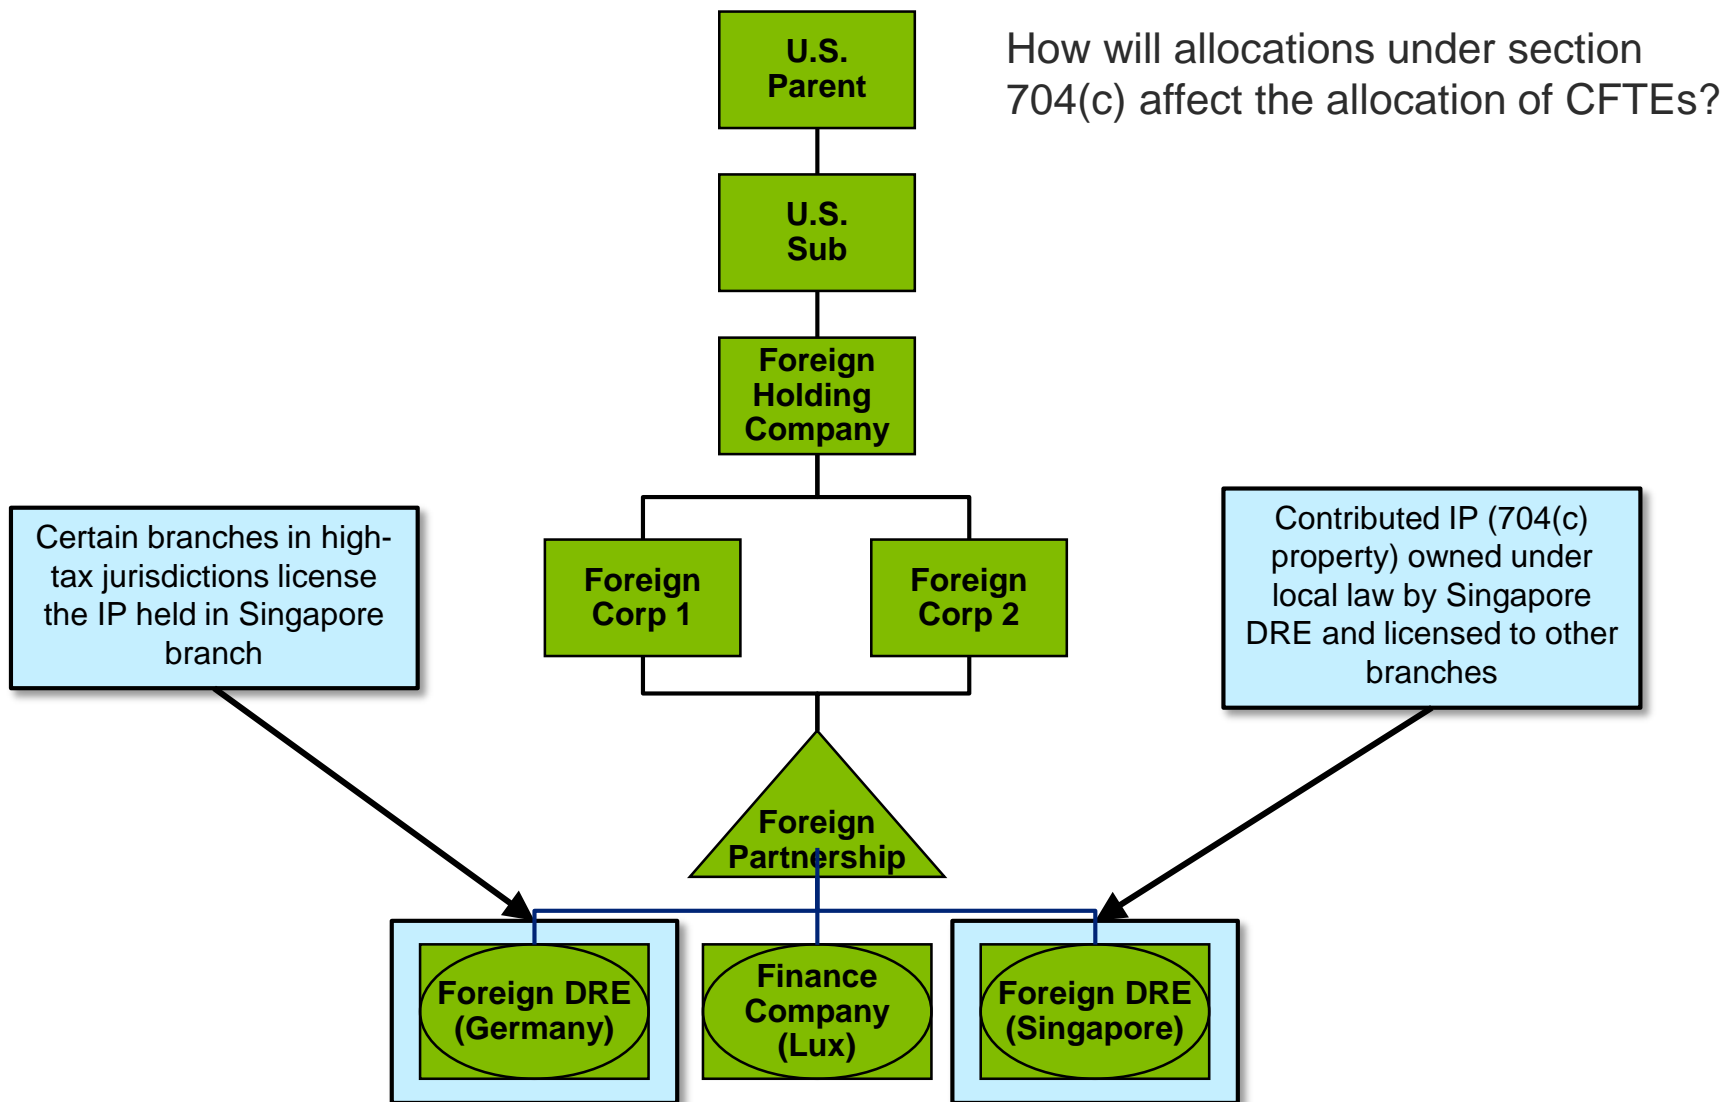 U.S.
Parent
How will allocations under section
704(c) affect the allocation of CFTEs?
U.S.
Sub
Foreign
Holding
Company
Certain branches in high-
tax jurisdictions license
the IP held in Singapore
branch
Foreign
Corp 1
Foreign
Corp 2
Contributed IP (704(c)
property) owned under
local law by Singapore
DRE and licensed to other
branches
Foreign
Partnership
Foreign DRE
(Germany)
Finance
Company
(Lux)
Foreign DRE
(Singapore)